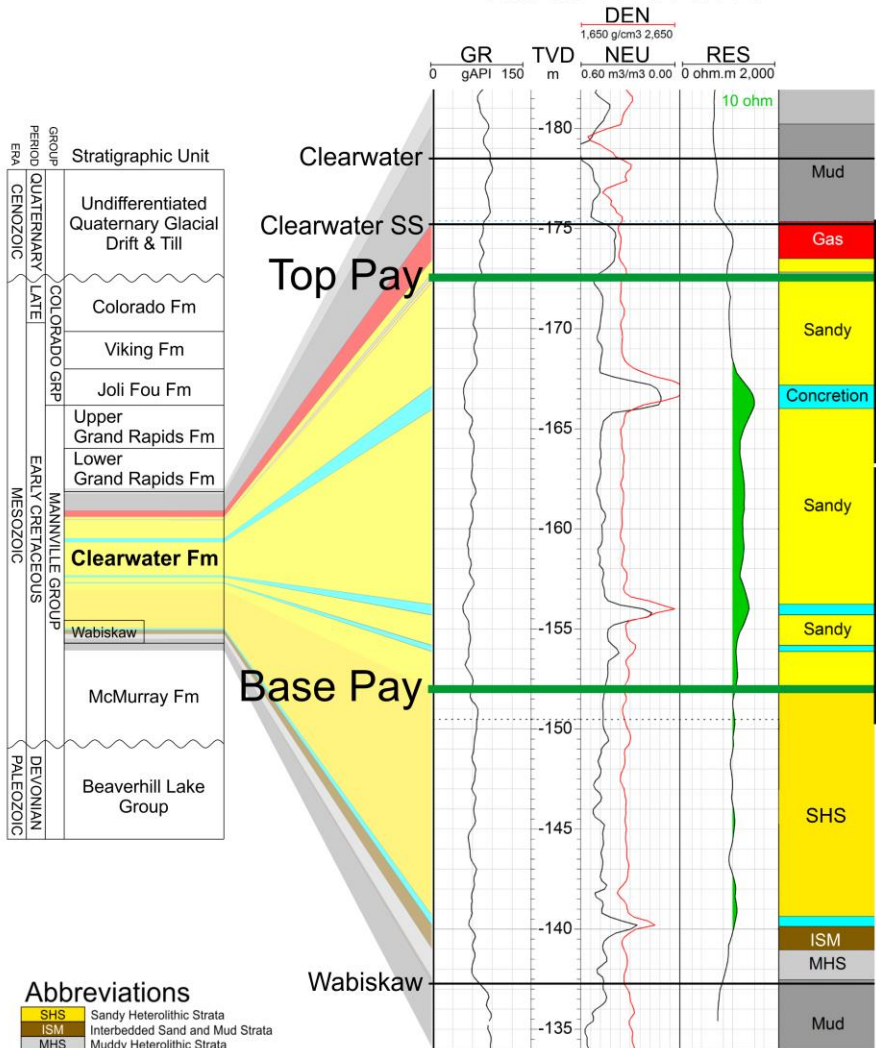 DEN
1,650 g/cm3 2,650
GR
TVD
NEU
RES
0 gAPI 150
m
0.60 m3/m3 0.00
0 ohm.m 2,000
10 ohm
ERA
PERIOD
GROUP
Stratigraphic Unit
CENOZOIC
QUATERNARY
Undifferentiated
Quaternary Glacial
Drift & Till
MESOZOIC
LATE
EARLY CRETACEOUS
COLORADO GRP
Colorado Fm
Viking Fm
Joli Fou Fm
MANNVILLE GROUP
Upper
Grand Rapids Fm
Lower
Grand Rapids Fm
Clearwater Fm
Wabiskaw
McMurray Fm
PALEOZOIC
DEVONIAN
Beaverhill Lake
Group
Clearwater
Clearwater SS
Top Pay
Base Pay
Wabiskaw
-180
-175
-170
-165
-160
-155
-150
-145
-140
-135
Mud
Gas
Sandy
Concretion
Sandy
Sandy
SHS
ISM
MHS
Mud
Abbreviations
SHS Sandy Heterolithic Strata
ISM Interbedded Sand and Mud Strata
MHS Muddy Heterolithic Strata